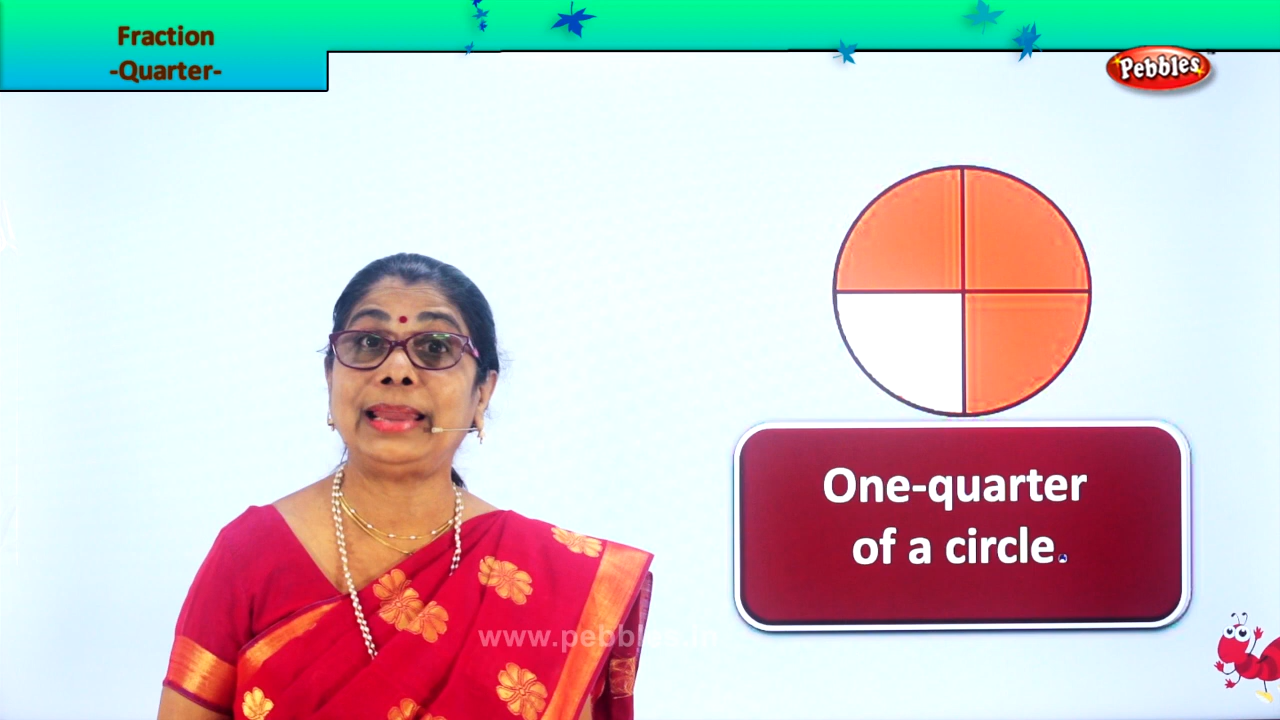 Fraction
-Quarter-
Pebbles
One-quarter
of a circle.
www.pebbles.in